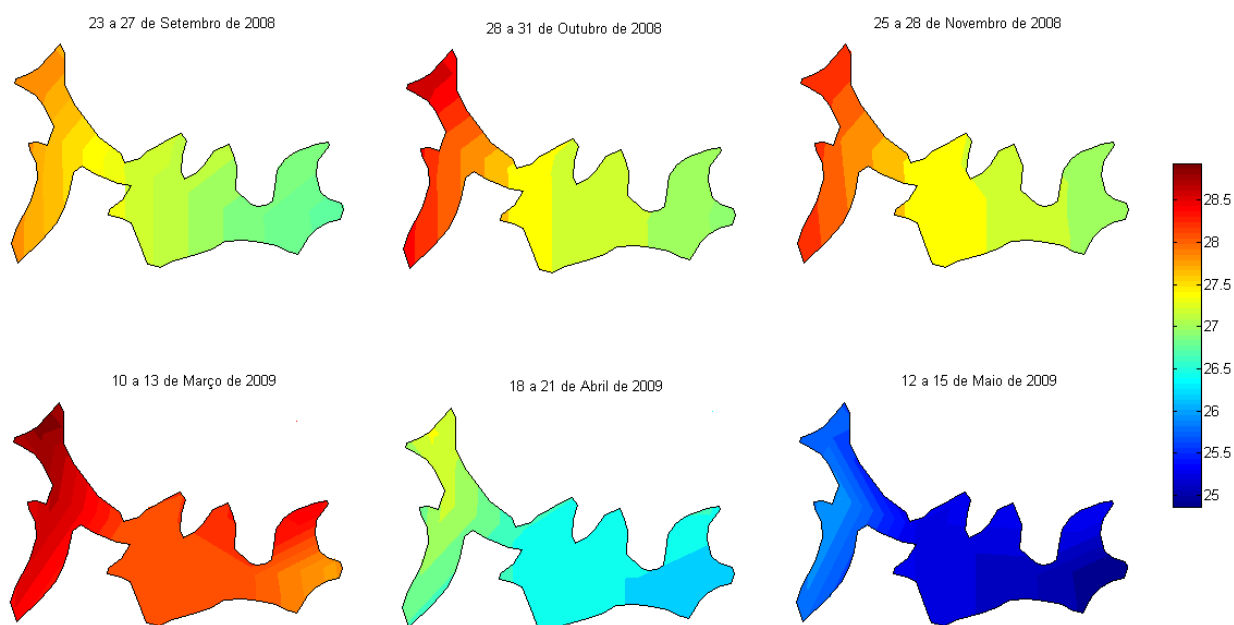 23 a 27 de Setembro de 2008
28 a 31 de Outubro de 2008
25 a 28 de Novembro de 2008
28.5
28
27.5
27
26.5
26
25.5
25
10 a 13 de Março de 2009
18 a 21 de Abril de 2009
12 a 15 de Maio de 2009